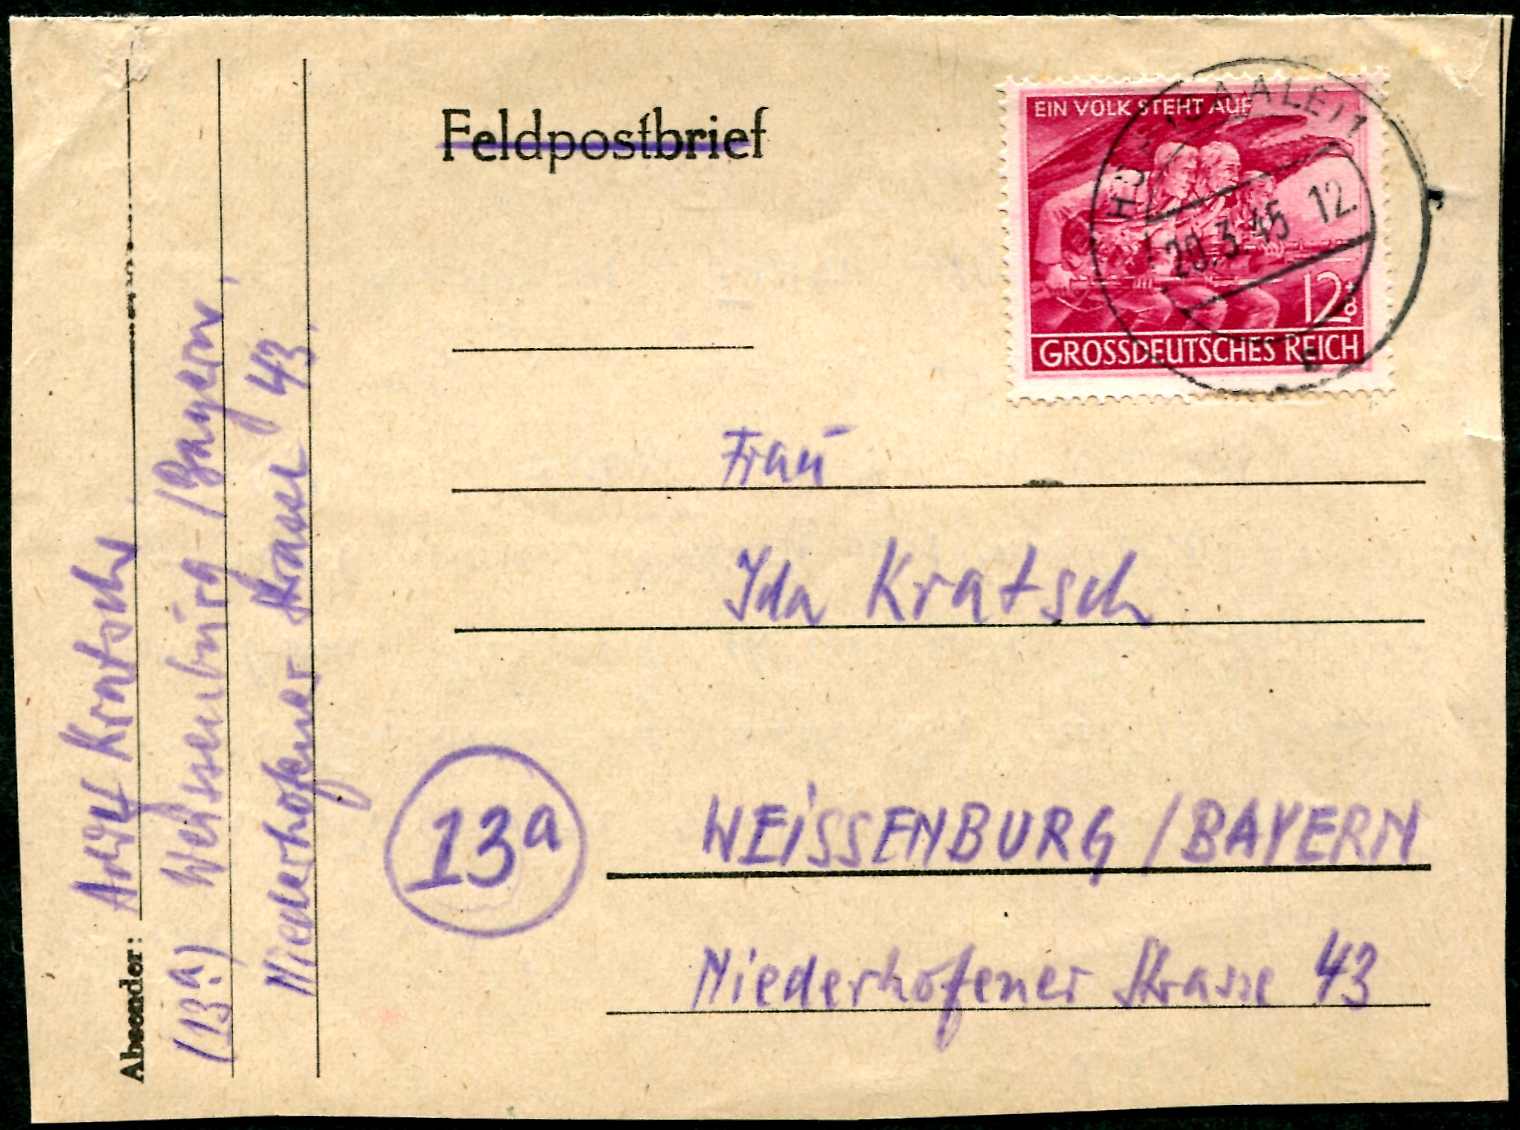 Feldpostbrief
EIN VOLK STEHT AUF
20.3.45 12
12
GROSSDEUTSCHES REICH
Frau
Ida Kratsch
13a
WEISSENBURG / BAYERN
Niederhofener Strasse 43
Absender: Kratsch
(13a) Weissenburg / Bayern,
Niederhofener Strasse 43.